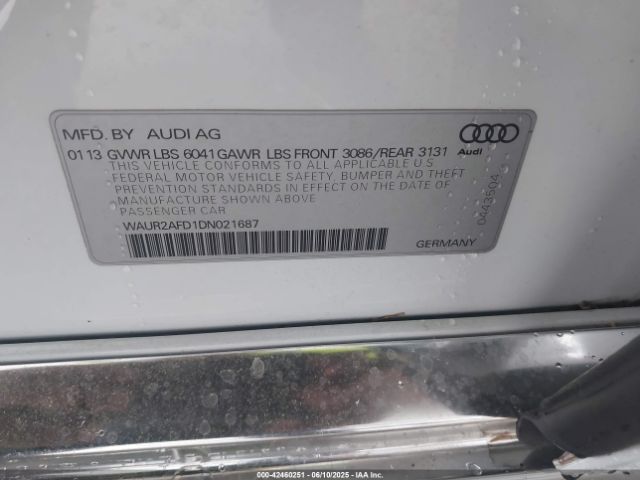 MFD. BY AUDI AG
01 13 GVWR LBS 6041 GAWR LBS FRONT 3086/REAR 3131
THIS VEHICLE CONFORMS TO ALL APPLICABLE U.S.
FEDERAL MOTOR VEHICLE SAFETY, BUMPER AND THEFT
PREVENTION STANDARDS IN EFFECT ON THE DATE OF
MANUFACTURE SHOWN ABOVE
PASSENGER CAR
WAUR2AFD1DN021687
Audi
0443504
GERMANY
000-42460251 - 06/10/2025 - IAA Inc.